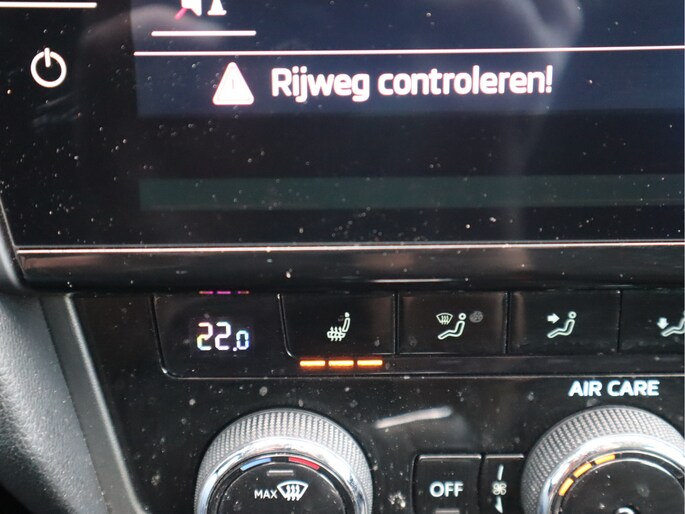 Rijweg controleren!
22.0
AIR CARE
MAX
OFF